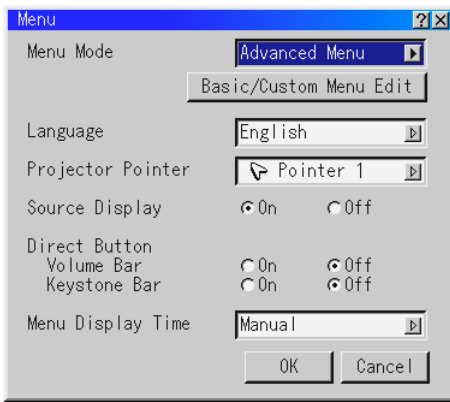 Menu
Menu Mode Advanced Menu
Basic/Custom Menu Edit
Language English
Projector Pointer Pointer 1
Source Display On Off
Direct Button
Volume Bar On Off
Keystone Bar On Off
Menu Display Time Manual
OK Cancel